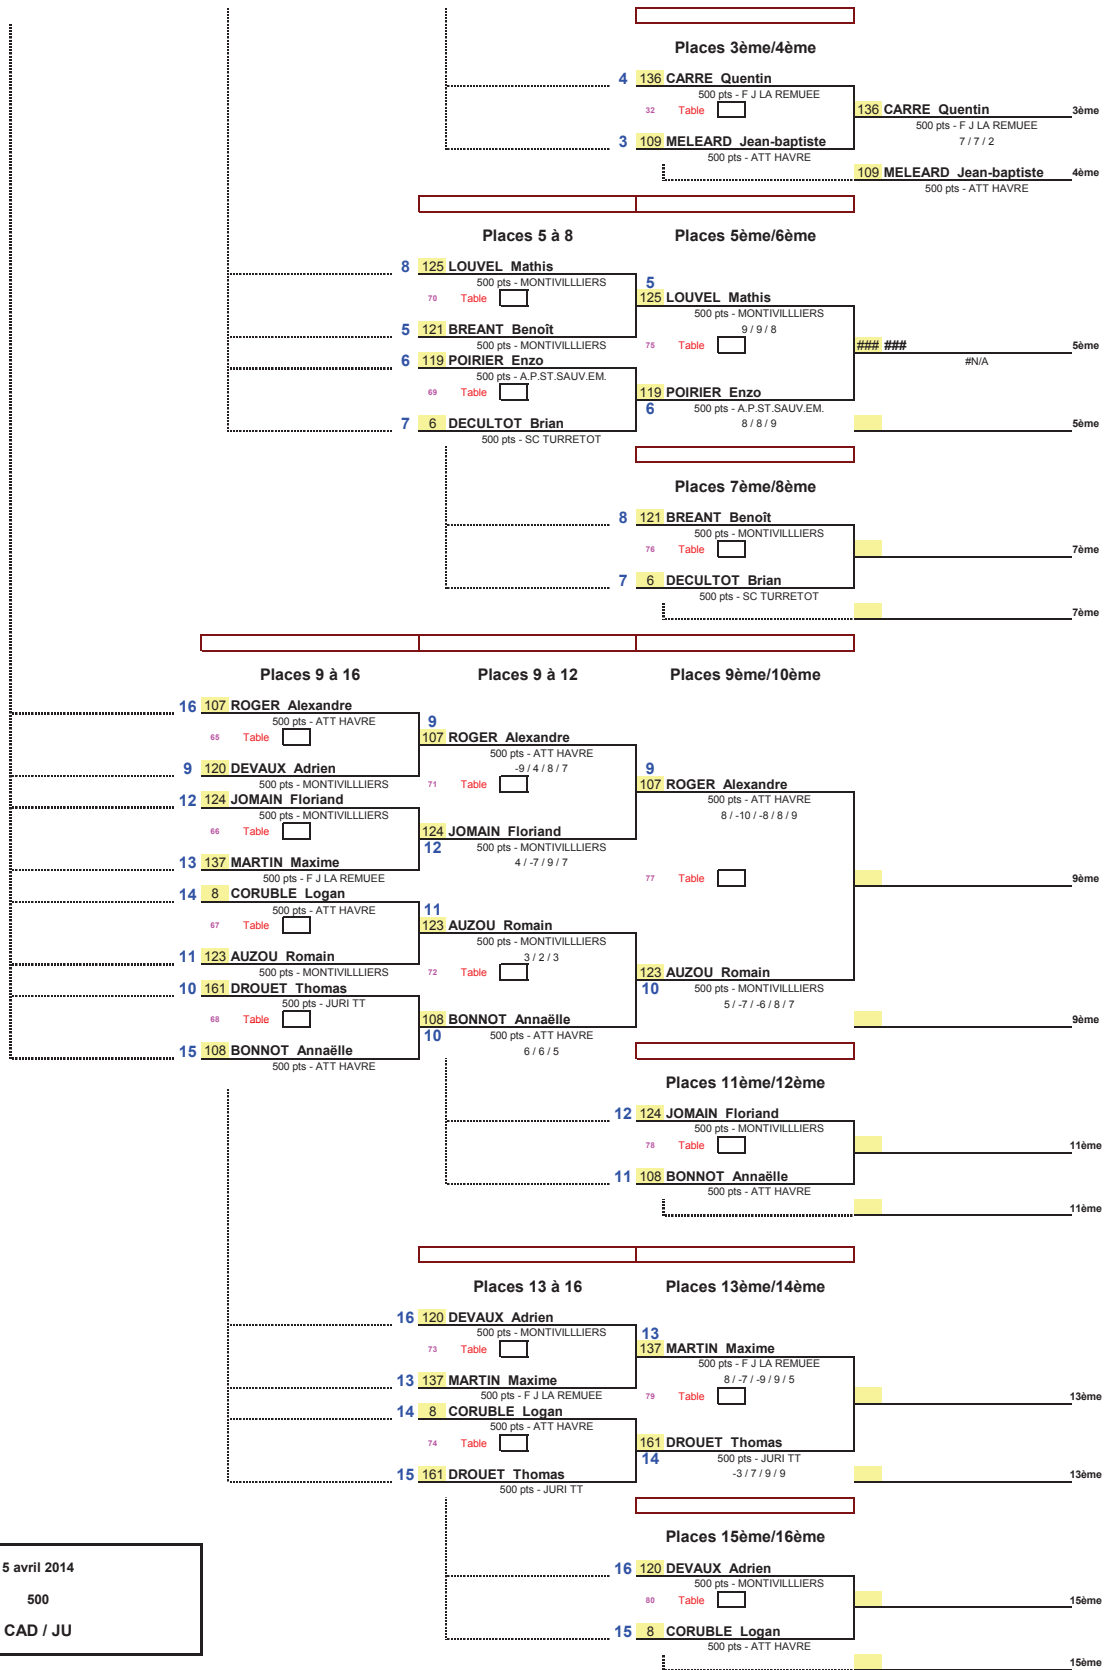 Places 3ème/4ème
4 136 CARRE Quentin
500 pts - F J LA REMUEE
32 Table
136 CARRE Quentin 3ème
500 pts - F J LA REMUEE
7 / 7 / 2
3 109 MELEARD Jean-baptiste
500 pts - ATT HAVRE
109 MELEARD Jean-baptiste 4ème
500 pts - ATT HAVRE
Places 5 à 8 Places 5ème/6ème
8 125 LOUVEL Mathis
500 pts - MONTIVILLLIERS
70 Table
5
125 LOUVEL Mathis
500 pts - MONTIVILLLIERS
9 / 9 / 8
5 121 BREANT Benoît
500 pts - MONTIVILLLIERS
75 Table
### ### 5ème
#N/A
6 119 POIRIER Enzo
500 pts - A.P.ST.SAUV.EM.
69 Table
119 POIRIER Enzo
6 500 pts - A.P.ST.SAUV.EM.
8 / 8 / 9
7 6 DECULTOT Brian
500 pts - SC TURRETOT
5ème
Places 7ème/8ème
8 121 BREANT Benoît
500 pts - MONTIVILLLIERS
76 Table
7ème
7 6 DECULTOT Brian
500 pts - SC TURRETOT
7ème
Places 9 à 16 Places 9 à 12 Places 9ème/10ème
16 107 ROGER Alexandre
500 pts - ATT HAVRE
65 Table
9
107 ROGER Alexandre
500 pts - ATT HAVRE
-9 / 4 / 8 / 7
9 120 DEVAUX Adrien
500 pts - MONTIVILLLIERS
71 Table
9
107 ROGER Alexandre
500 pts - ATT HAVRE
8 / -10 / -8 / 8 / 9
12 124 JOMAIN Floriand
500 pts - MONTIVILLLIERS
66 Table
124 JOMAIN Floriand
12 500 pts - MONTIVILLLIERS
4 / -7 / 9 / 7
13 137 MARTIN Maxime
500 pts - F J LA REMUEE
77 Table
9ème
14 8 CORUBLE Logan
500 pts - ATT HAVRE
67 Table
11
123 AUZOU Romain
500 pts - MONTIVILLLIERS
3 / 2 / 3
11 123 AUZOU Romain
500 pts - MONTIVILLLIERS
72 Table
123 AUZOU Romain
10 500 pts - MONTIVILLLIERS
5 / -7 / -6 / 8 / 7
10 161 DROUET Thomas
500 pts - JURI TT
68 Table
108 BONNOT Annaëlle
10 500 pts - ATT HAVRE
6 / 6 / 5
9ème
15 108 BONNOT Annaëlle
500 pts - ATT HAVRE
Places 11ème/12ème
12 124 JOMAIN Floriand
500 pts - MONTIVILLLIERS
78 Table
11ème
11 108 BONNOT Annaëlle
500 pts - ATT HAVRE
11ème
Places 13 à 16 Places 13ème/14ème
16 120 DEVAUX Adrien
500 pts - MONTIVILLLIERS
73 Table
13
137 MARTIN Maxime
500 pts - F J LA REMUEE
8 / -7 / -9 / 9 / 5
13 137 MARTIN Maxime
500 pts - F J LA REMUEE
79 Table
13ème
14 8 CORUBLE Logan
500 pts - ATT HAVRE
74 Table
161 DROUET Thomas
14 500 pts - JURI TT
-3 / 7 / 9 / 9
15 161 DROUET Thomas
500 pts - JURI TT
13ème
Places 15ème/16ème
16 120 DEVAUX Adrien
500 pts - MONTIVILLLIERS
80 Table
15ème
15 8 CORUBLE Logan
500 pts - ATT HAVRE
15ème
5 avril 2014
500
CAD / JU